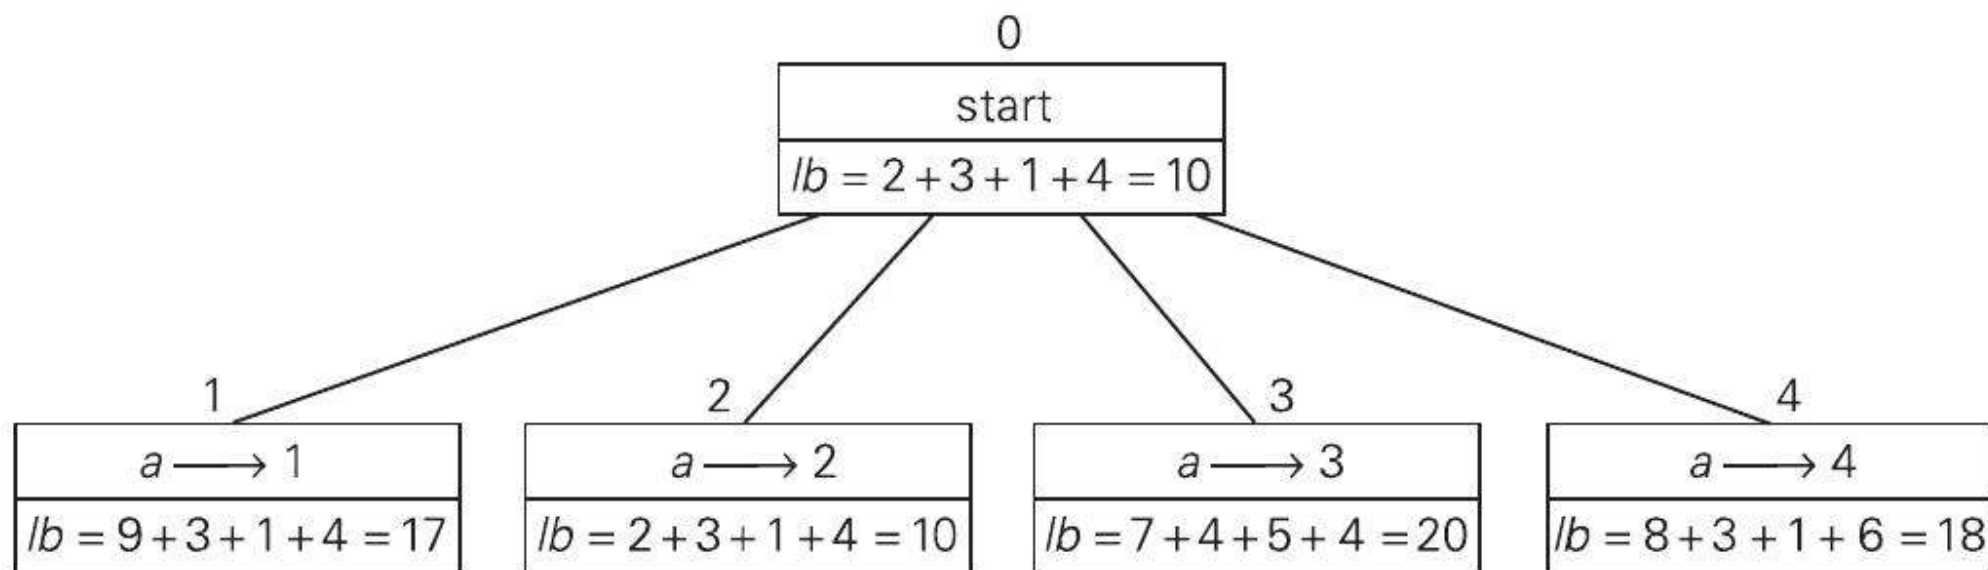 0
start
lb = 2 + 3 + 1 + 4 = 10
1 2 3 4
a ⟶ 1 a ⟶ 2 a ⟶ 3 a ⟶ 4
lb = 9 + 3 + 1 + 4 = 17 lb = 2 + 3 + 1 + 4 = 10 lb = 7 + 4 + 5 + 4 = 20 lb = 8 + 3 + 1 + 6 = 18